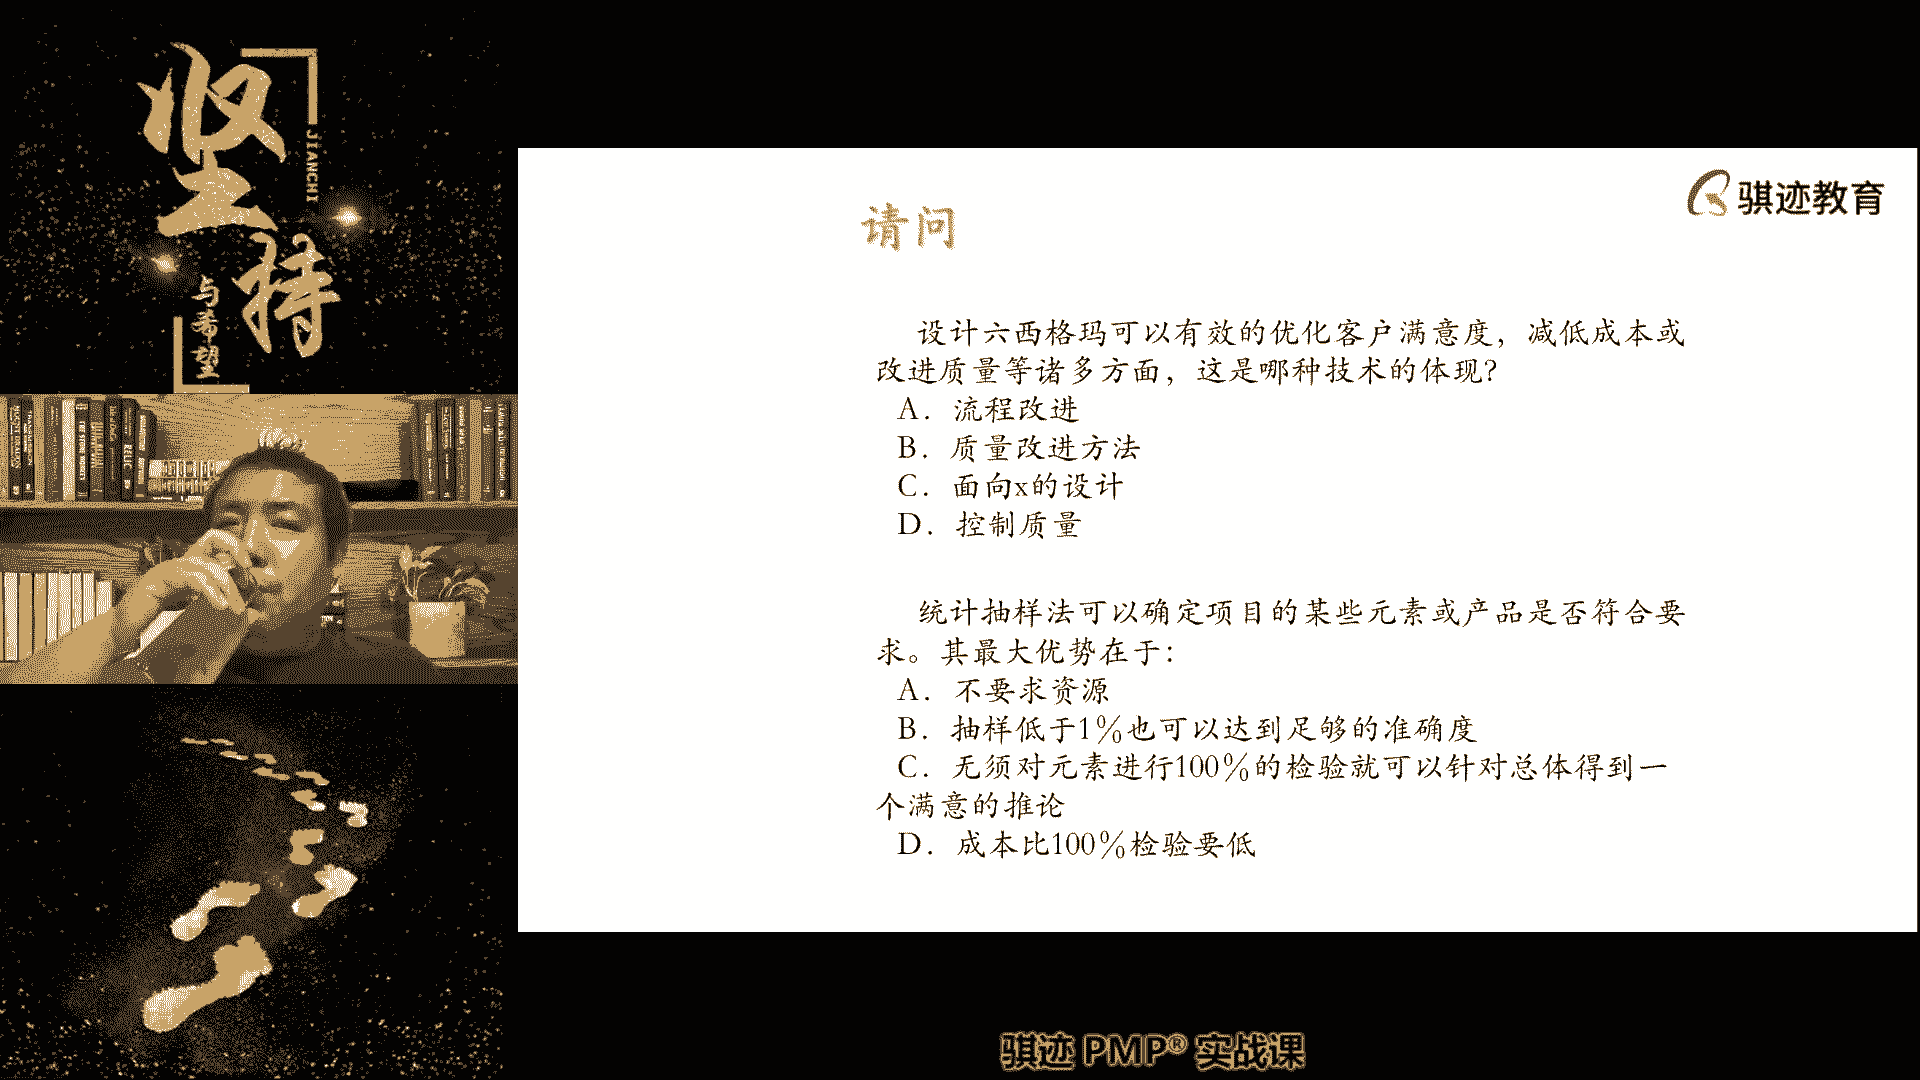 坚持
JIANCHI
与希望
骐迹教育
请问
设计六西格玛可以有效的优化客户满意度，减低成本或
改进质量等诸多方面，这是哪种技术的体现？
A．流程改进
B．质量改进方法
C．面向x的设计
D．控制质量
统计抽样法可以确定项目的某些元素或产品是否符合要
求。其最大优势在于：
A．不要求资源
B．抽样低于1％也可以达到足够的准确度
C．无须对元素进行100％的检验就可以针对总体得到一
个满意的推论
D．成本比100％检验要低
骐迹 PMP® 实战课